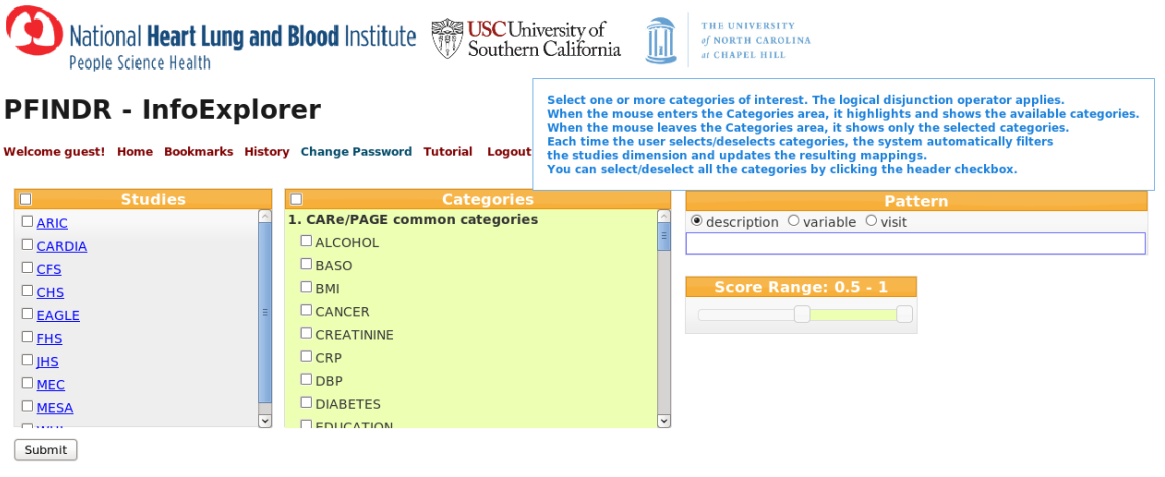 National Heart Lung and Blood Institute
People Science Health
USC University of
Southern California
THE UNIVERSITY
of NORTH CAROLINA
at CHAPEL HILL
PFINDR - InfoExplorer
Select one or more categories of interest. The logical disjunction operator applies.
When the mouse enters the Categories area, it highlights and shows the available categories.
When the mouse leaves the Categories area, it shows only the selected categories.
Each time the user selects/deselects categories, the system automatically filters
the studies dimension and updates the resulting mappings.
You can select/deselect all the categories by clicking the header checkbox.
Welcome guest! Home Bookmarks History Change Password Tutorial Logout
Studies
ARIC
CARDIA
CFS
CHS
EAGLE
FHS
JHS
MEC
MESA
Categories
1. CARe/PAGE common categories
ALCOHOL
BASO
BMI
CANCER
CREATININE
CRP
DBP
DIABETES
EDUCATION
Pattern
description variable visit
Score Range: 0.5 - 1
Submit